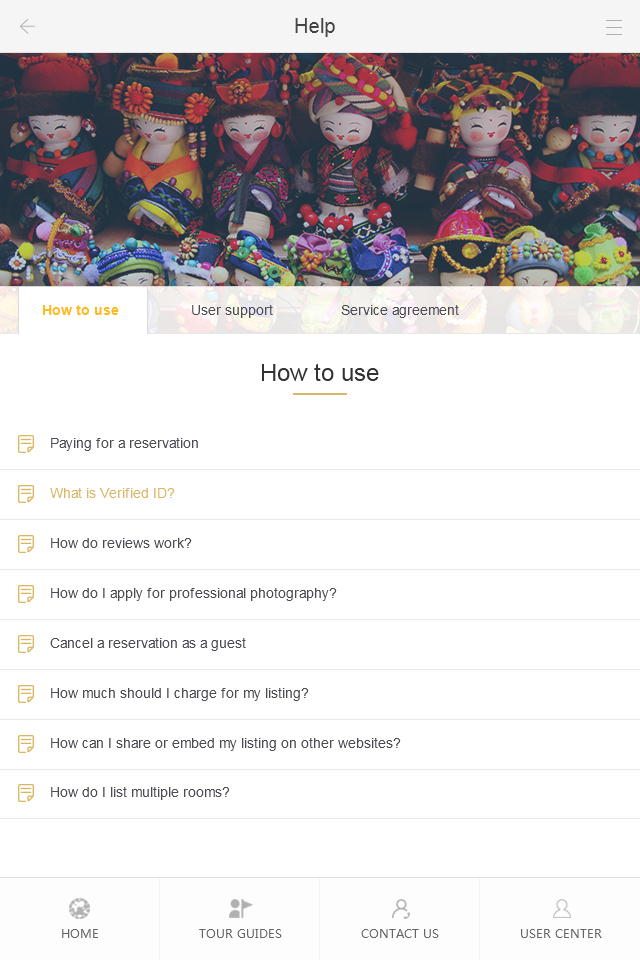 Help
How to use
User support
Service agreement
How to use
Paying for a reservation
What is Verified ID?
How do reviews work?
How do I apply for professional photography?
Cancel a reservation as a guest
How much should I charge for my listing?
How can I share or embed my listing on other websites?
How do I list multiple rooms?
HOME
TOUR GUIDES
CONTACT US
USER CENTER